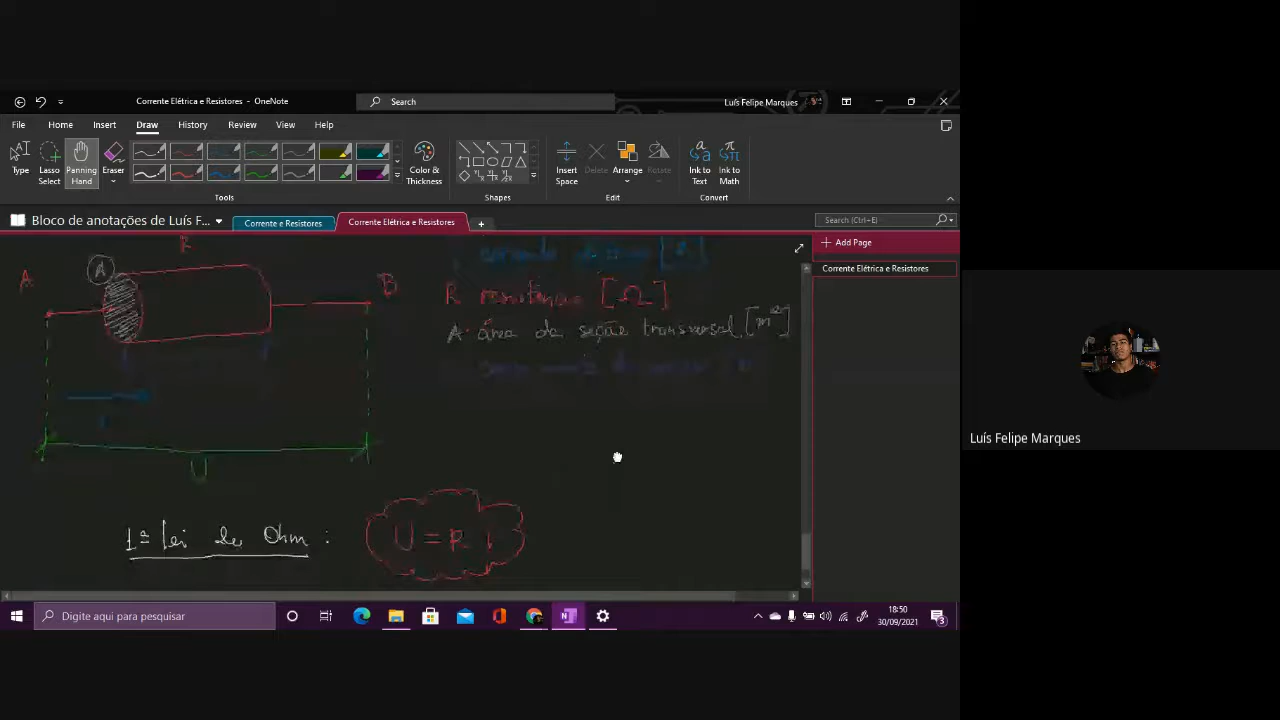 Corrente Elétrica e Resistores - OneNote
Search
Luís Felipe Marques
File Home Insert Draw History Review View Help
Type
Lasso Select
Panning Hand
Eraser
Color & Thickness
Insert Space
Delete
Arrange
Rotate
Ink to Text
Ink to Math
Tools
Shapes
Edit
Convert
Bloco de anotações de Luís F...
Corrente e Resistores
Corrente Elétrica e Resistores
Search (Ctrl+E)
Add Page
Corrente Elétrica e Resistores
R
A
A
B
R resistência [Ω]
A: área da seção transversal [m²]
U
1ª Lei de Ohm :
U = R i
Luís Felipe Marques
Digite aqui para pesquisar
18:50
30/09/2021
3